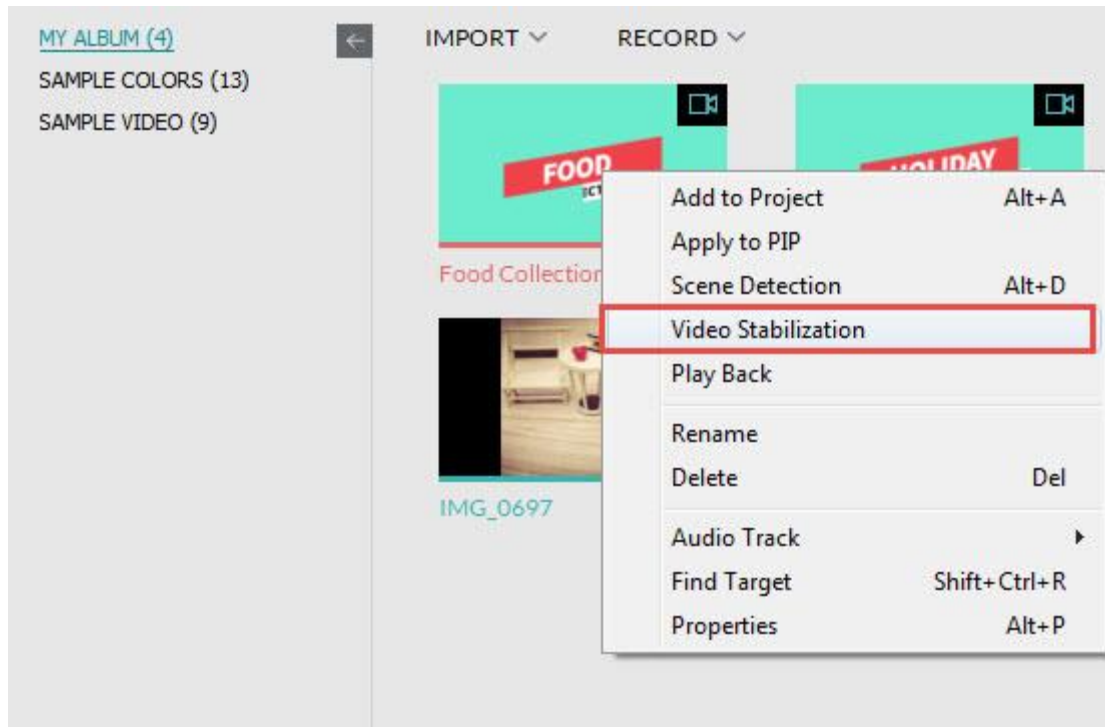 MY ALBUM (4)
SAMPLE COLORS (13)
SAMPLE VIDEO (9)
IMPORT
RECORD
FOOD
HOLIDAY
Food Collection
IMG_0697
Add to Project Alt+A
Apply to PIP
Scene Detection Alt+D
Video Stabilization
Play Back
Rename
Delete Del
Audio Track
Find Target Shift+Ctrl+R
Properties Alt+P